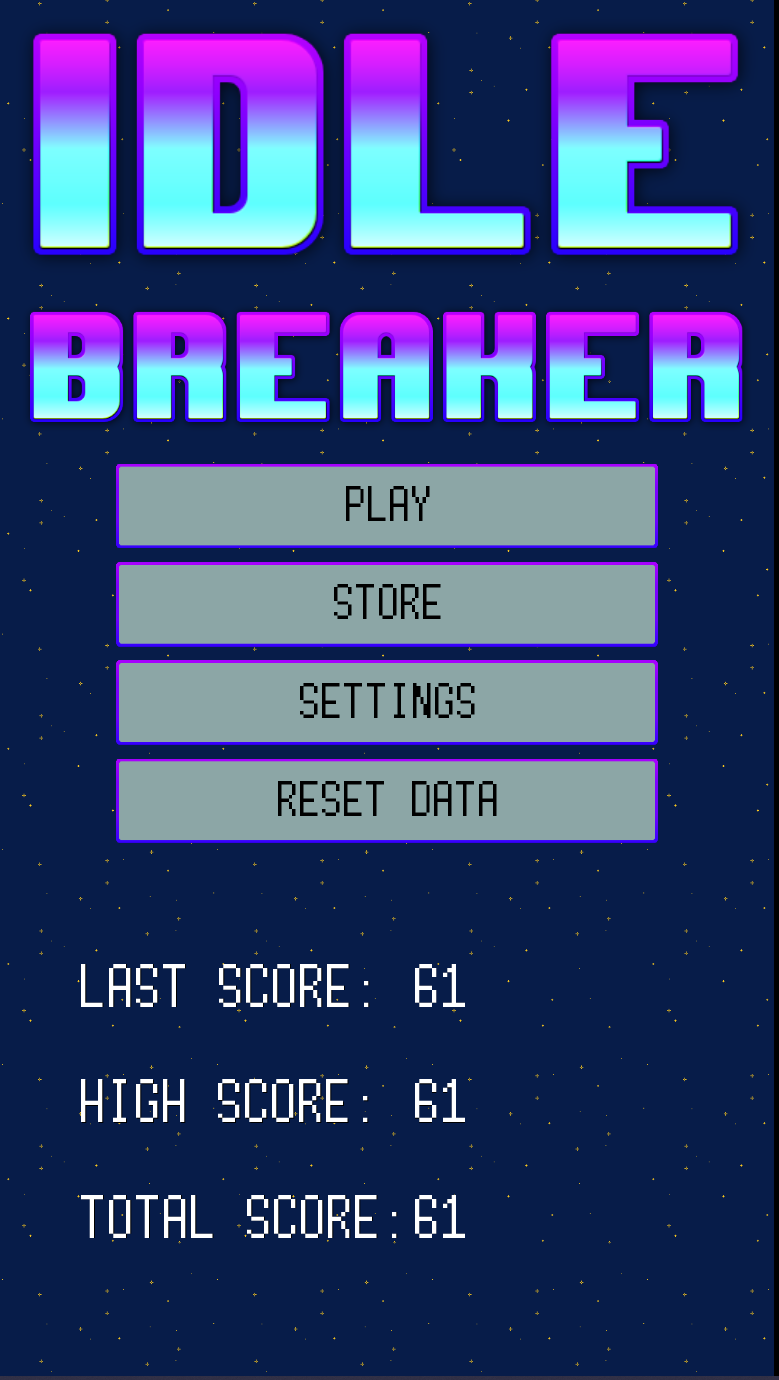 IDLE
BREAKER
PLAY
STORE
SETTINGS
RESET DATA
LAST SCORE: 61
HIGH SCORE: 61
TOTAL SCORE:61